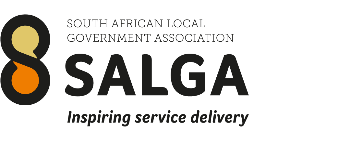 SOUTH AFRICAN LOCAL
GOVERNMENT ASSOCIATION
SALGA
Inspiring service delivery